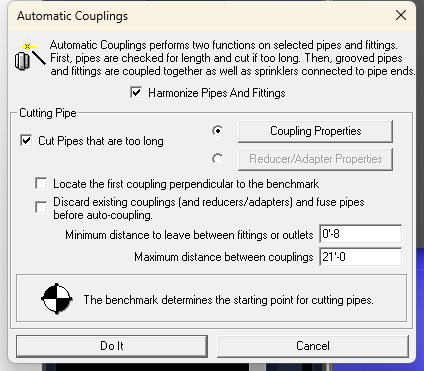 Automatic Couplings
Automatic Couplings performs two functions on selected pipes and fittings.
First, pipes are checked for length and cut if too long. Then, grooved pipes
and fittings are coupled together as well as sprinklers connected to pipe ends.
Harmonize Pipes And Fittings
Cutting Pipe
Cut Pipes that are too long
Coupling Properties
Reducer/Adapter Properties
Locate the first coupling perpendicular to the benchmark
Discard existing couplings (and reducers/adapters) and fuse pipes
before auto-coupling.
Minimum distance to leave between fittings or outlets
0'-8
Maximum distance between couplings
21'-0
The benchmark determines the starting point for cutting pipes.
Do It
Cancel